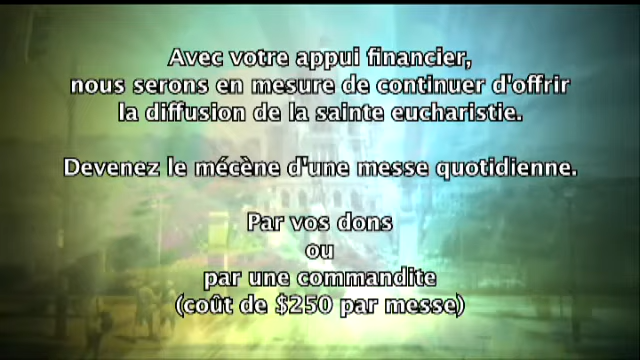 Avec votre appui financier,
nous serons en mesure de continuer d'offrir
la diffusion de la sainte eucharistie.
Devenez le mécène d'une messe quotidienne.
Par vos dons
ou
par une commandite
(coût de $250 par messe)